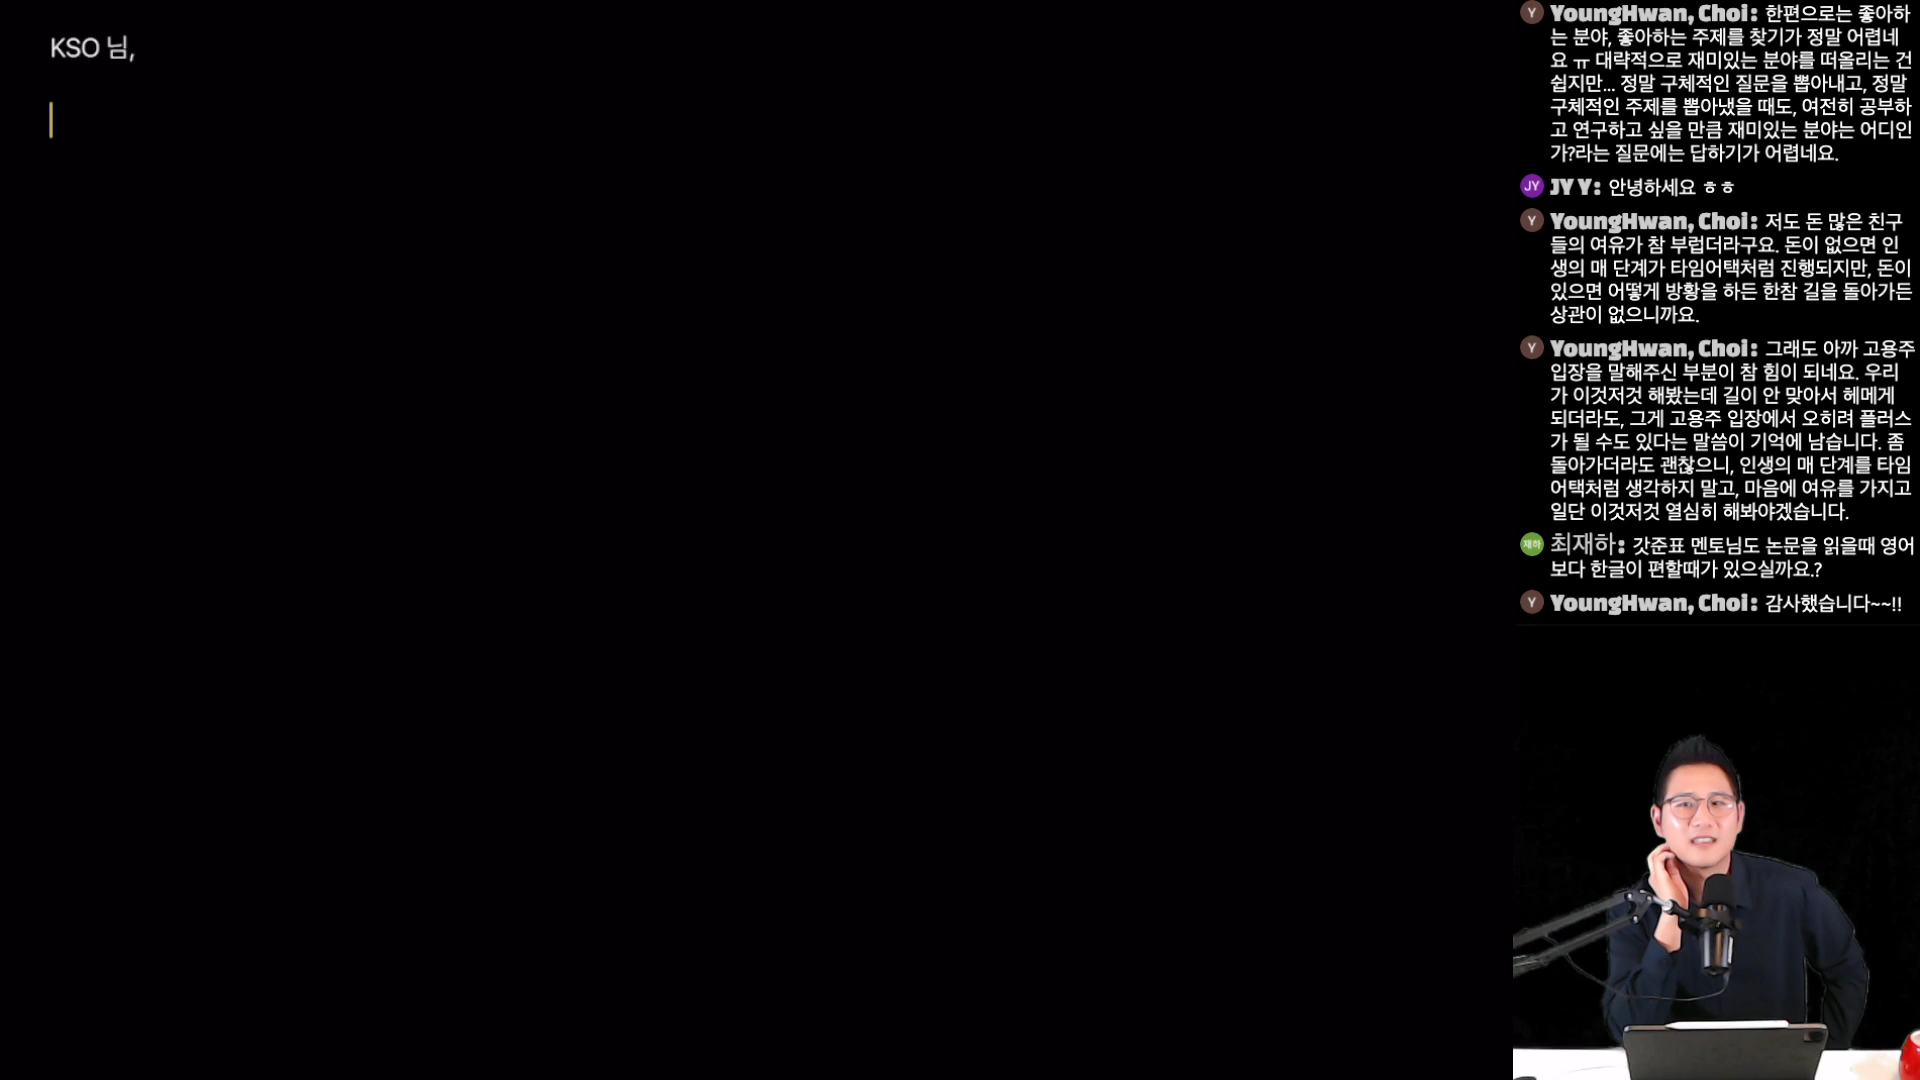 KSO 님,
Y YoungHwan, Choi: 한편으로는 좋아하
는 분야, 좋아하는 주제를 찾기가 정말 어렵네
요 ㅠ 대략적으로 재미있는 분야를 떠올리는 건
쉽지만... 정말 구체적인 질문을 뽑아내고, 정말
구체적인 주제를 뽑아냈을 때도, 여전히 공부하
고 연구하고 싶을 만큼 재미있는 분야는 어디인
가?라는 질문에는 답하기가 어렵네요.
JY JY Y: 안녕하세요 ㅎㅎ
Y YoungHwan, Choi: 저도 돈 많은 친구
들의 여유가 참 부럽더라구요. 돈이 없으면 인
생의 매 단계가 타임어택처럼 진행되지만, 돈이
있으면 어떻게 방황을 하든 한참 길을 돌아가든
상관이 없으니까요.
Y YoungHwan, Choi: 그래도 아까 고용주
입장을 말해주신 부분이 참 힘이 되네요. 우리
가 이것저것 해봤는데 길이 안 맞아서 헤메게
되더라도, 그게 고용주 입장에서 오히려 플러스
가 될 수도 있다는 말씀이 기억에 남습니다. 좀
돌아가더라도 괜찮으니, 인생의 매 단계를 타임
어택처럼 생각하지 말고, 마음에 여유를 가지고
일단 이것저것 열심히 해봐야겠습니다.
재하 최재하: 갓준표 멘토님도 논문을 읽을때 영어
보다 한글이 편할때가 있으실까요.?
Y YoungHwan, Choi: 감사했습니다~~!!